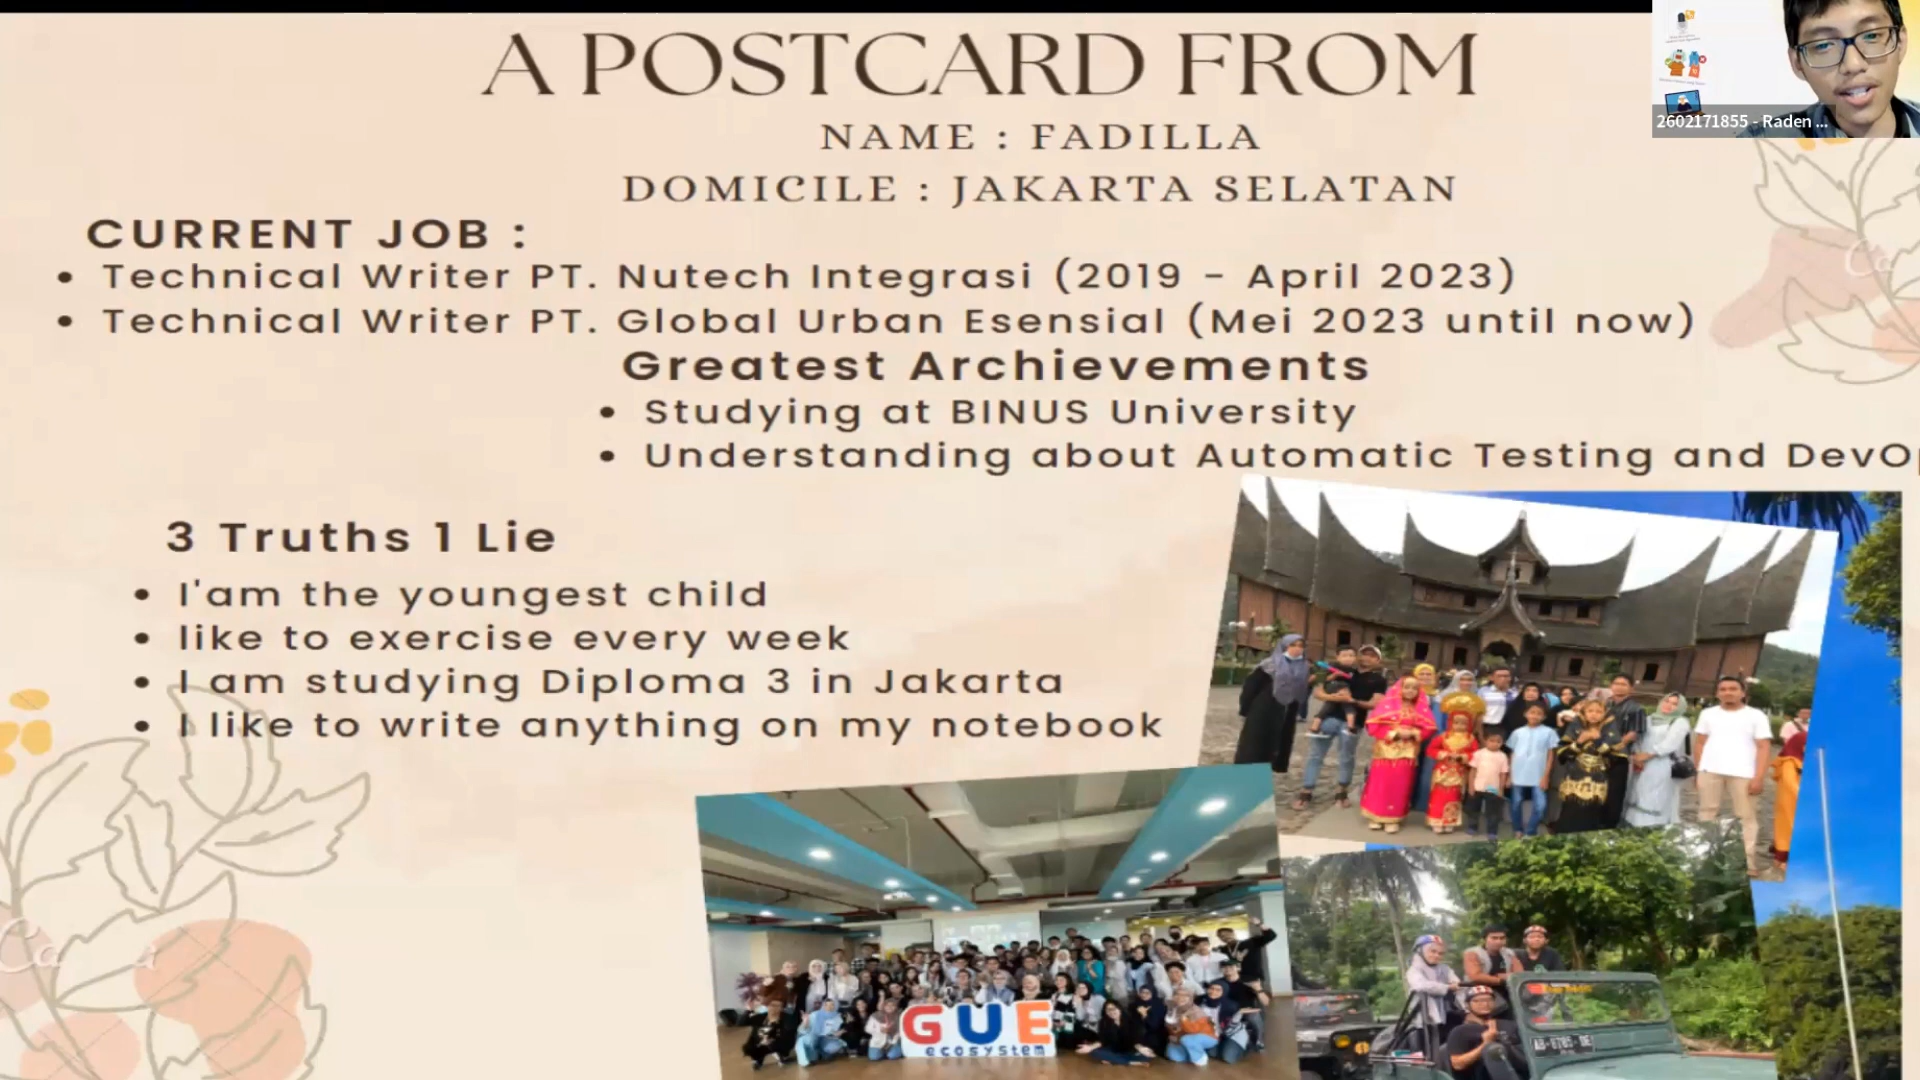 A POSTCARD FROM
NAME : FADILLA
DOMICILE : JAKARTA SELATAN
CURRENT JOB :
• Technical Writer PT. Nutech Integrasi (2019 - April 2023)
• Technical Writer PT. Global Urban Esensial (Mei 2023 until now)
Greatest Archievements
• Studying at BINUS University
• Understanding about Automatic Testing and DevOp
3 Truths 1 Lie
• I'am the youngest child
• like to exercise every week
• I am studying Diploma 3 in Jakarta
• I like to write anything on my notebook
2602171855 - Raden ...
GUE
ecosystem